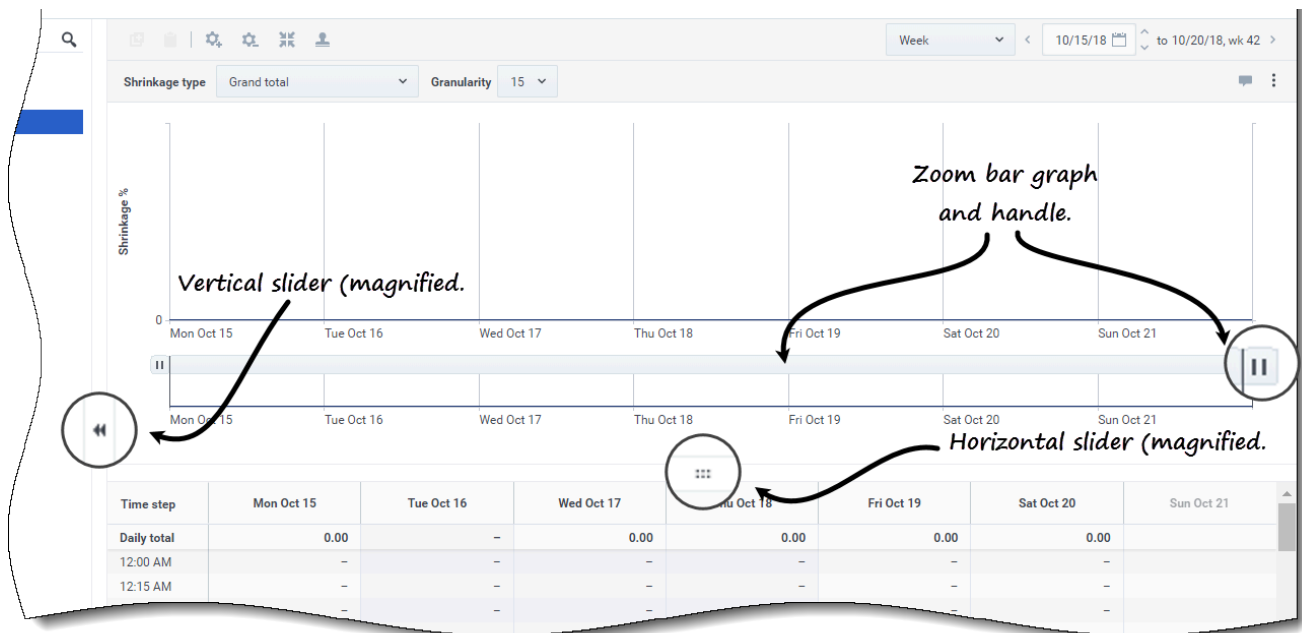 Week
10/15/18
to 10/20/18, wk 42
Shrinkage type
Grand total
Granularity
15
Shrinkage %
0
Zoom bar graph
and handle.
Vertical slider (magnified.
Mon Oct 15 Tue Oct 16 Wed Oct 17 Thu Oct 18 Fri Oct 19 Sat Oct 20 Sun Oct 21
Mon Oct 15 Tue Oct 16 Wed Oct 17 Thu Oct 18 Fri Oct 19 Sat Oct 20 Sun Oct 21
Horizontal slider (magnified.
Time step Mon Oct 15 Tue Oct 16 Wed Oct 17 Thu Oct 18 Fri Oct 19 Sat Oct 20 Sun Oct 21
Daily total 0.00 – 0.00 0.00 0.00 0.00
12:00 AM – – – – – –
12:15 AM – – – – – –
– – – – –